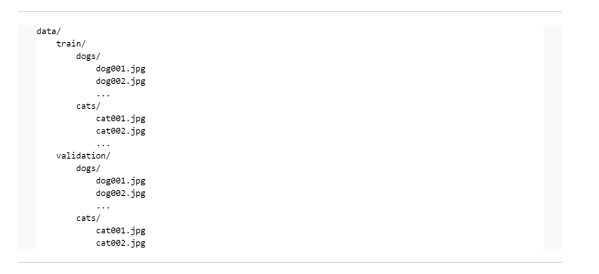 data/
    train/
        dogs/
            dog001.jpg
            dog002.jpg
            ...
        cats/
            cat001.jpg
            cat002.jpg
            ...
    validation/
        dogs/
            dog001.jpg
            dog002.jpg
            ...
        cats/
            cat001.jpg
            cat002.jpg